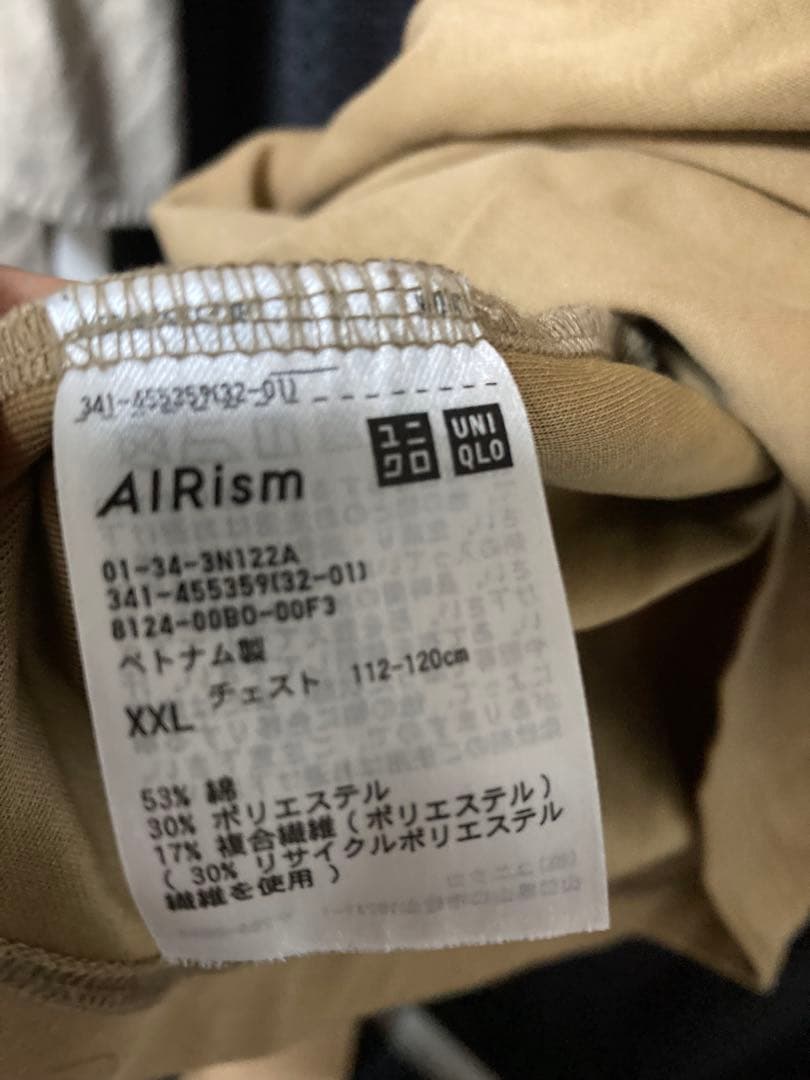 341-455359(32-01)
ユニクロ
UNIQLO
AIRism
01-34-3N122A
341-455359(32-01)
8124-00B0-00F3
ベトナム製
XXL チェスト 112-120cm
53% 綿
30% ポリエステル
17% 複合繊維(ポリエステル)
( 30% リサイクルポリエステル
繊維を使用 )